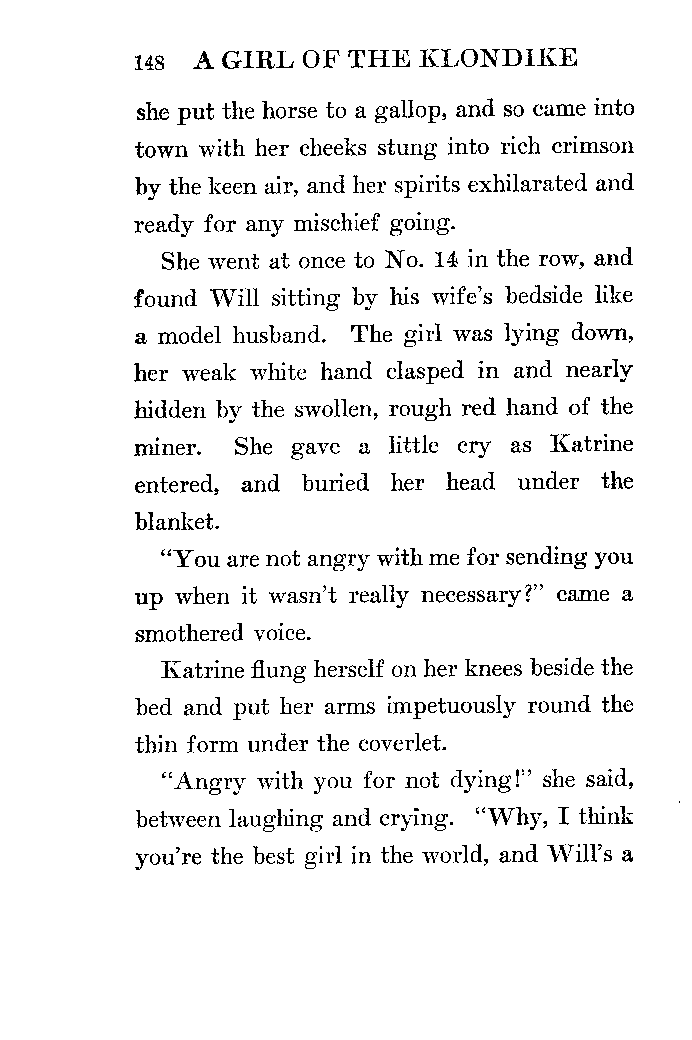 148 A GIRL OF THE KLONDIKE
she put the horse to a gallop, and so came into
town with her cheeks stung into rich crimson
by the keen air, and her spirits exhilarated and
ready for any mischief going.
She went at once to No. 14 in the row, and
found Will sitting by his wife's bedside like
a model husband. The girl was lying down,
her weak white hand clasped in and nearly
hidden by the swollen, rough red hand of the
miner. She gave a little cry as Katrine
entered, and buried her head under the
blanket.
"You are not angry with me for sending you
up when it wasn't really necessary?" came a
smothered voice.
Katrine flung herself on her knees beside the
bed and put her arms impetuously round the
thin form under the coverlet.
"Angry with you for not dying!" she said,
between laughing and crying. "Why, I think
you're the best girl in the world, and Will's a